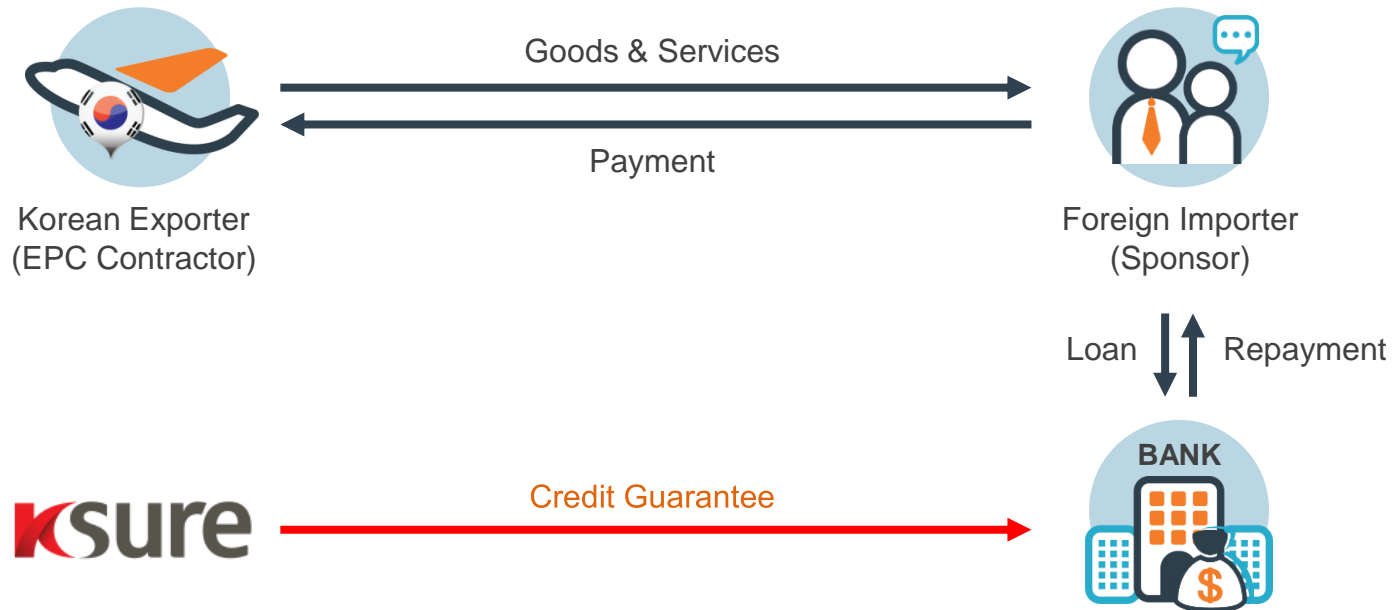 Goods & Services
Payment
Korean Exporter
(EPC Contractor)
Foreign Importer
(Sponsor)
Loan
Repayment
BANK
Credit Guarantee
ksure
$